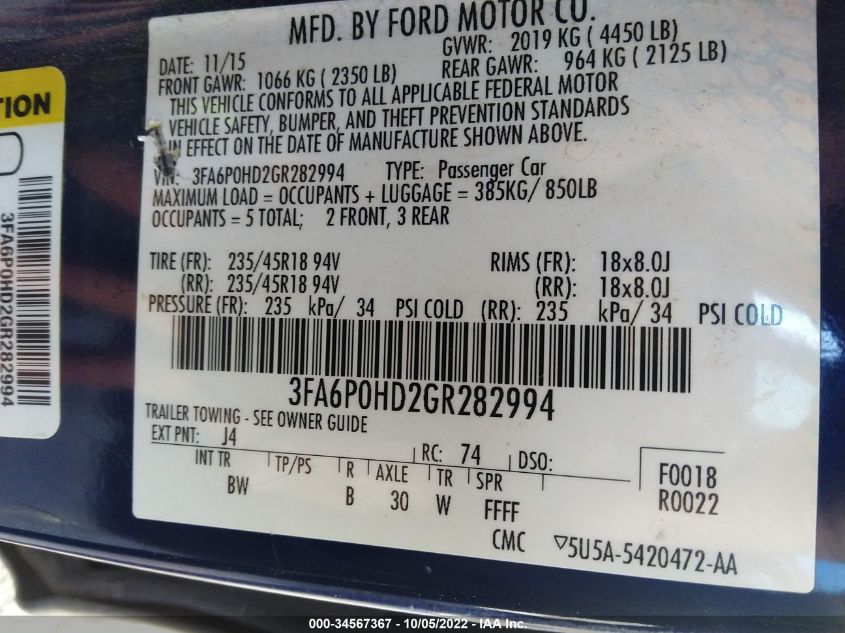 MFD. BY FORD MOTOR CO.
DATE: 11/15
GVWR: 2019 KG ( 4450 LB)
FRONT GAWR: 1066 KG ( 2350 LB)
REAR GAWR: 964 KG ( 2125 LB)
THIS VEHICLE CONFORMS TO ALL APPLICABLE FEDERAL MOTOR
VEHICLE SAFETY, BUMPER, AND THEFT PREVENTION STANDARDS
IN EFFECT ON THE DATE OF MANUFACTURE SHOWN ABOVE.
VIN: 3FA6P0HD2GR282994 TYPE: Passenger Car
MAXIMUM LOAD = OCCUPANTS + LUGGAGE = 385KG/ 850LB
OCCUPANTS = 5 TOTAL; 2 FRONT, 3 REAR
TIRE (FR): 235/45R18 94V RIMS (FR): 18x8.0J
(RR): 235/45R18 94V (RR): 18x8.0J
PRESSURE (FR): 235 kPa/ 34 PSI COLD (RR): 235 kPa/ 34 PSI COLD
3FA6P0HD2GR282994
TRAILER TOWING - SEE OWNER GUIDE
EXT PNT: J4 RC: 74 DSO:
INT TR TP/PS R AXLE TR SPR
BW B 30 W FFFF
F0018
R0022
CMC ▽5U5A-5420472-AA
TION
3FA6P0HD2GR282994
000-34567367 - 10/05/2022 - IAA Inc.